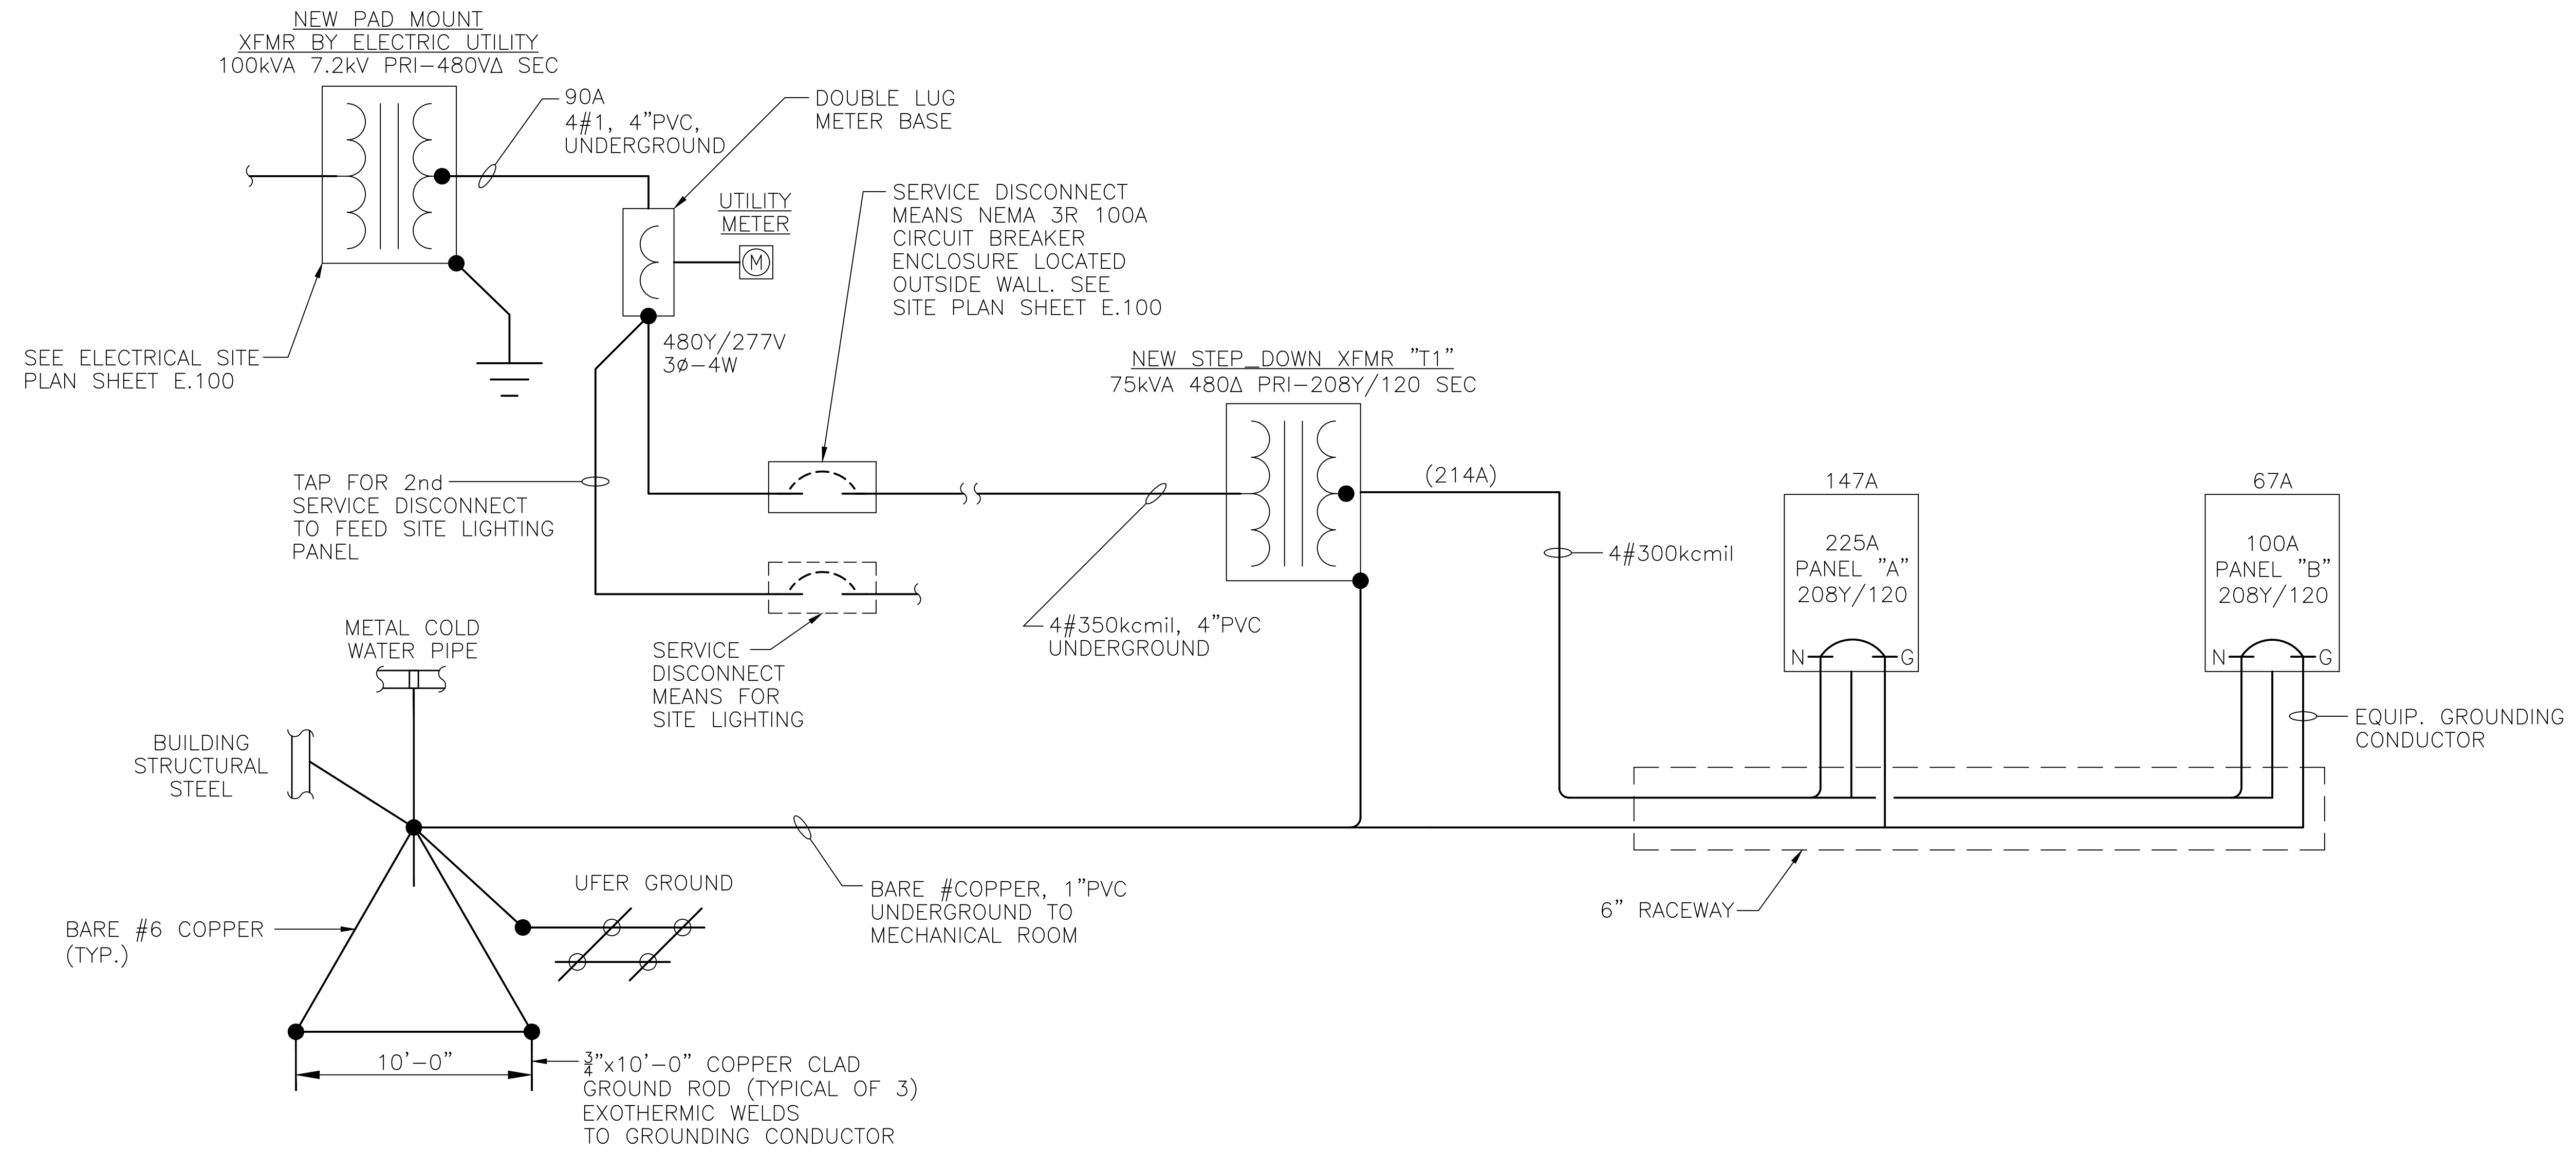 NEW PAD MOUNT
XFMR BY ELECTRIC UTILITY
100kVA 7.2kV PRI-480VΔ SEC
90A
4#1, 4"PVC,
UNDERGROUND
DOUBLE LUG
METER BASE
UTILITY
METER
M
SERVICE DISCONNECT
MEANS NEMA 3R 100A
CIRCUIT BREAKER
ENCLOSURE LOCATED
OUTSIDE WALL. SEE
SITE PLAN SHEET E.100
SEE ELECTRICAL SITE
PLAN SHEET E.100
480Y/277V
3ø-4W
NEW STEP_DOWN XFMR "T1"
75kVA 480Δ PRI-208Y/120 SEC
TAP FOR 2nd
SERVICE DISCONNECT
TO FEED SITE LIGHTING
PANEL
(214A)
147A
225A
PANEL "A"
208Y/120
N
G
67A
100A
PANEL "B"
208Y/120
N
G
4#300kcmil
4#350kcmil, 4"PVC
UNDERGROUND
SERVICE
DISCONNECT
MEANS FOR
SITE LIGHTING
METAL COLD
WATER PIPE
BUILDING
STRUCTURAL
STEEL
EQUIP. GROUNDING
CONDUCTOR
UFER GROUND
BARE #COPPER, 1"PVC
UNDERGROUND TO
MECHANICAL ROOM
6" RACEWAY
BARE #6 COPPER
(TYP.)
10'-0"
3/4"x10'-0" COPPER CLAD
GROUND ROD (TYPICAL OF 3)
EXOTHERMIC WELDS
TO GROUNDING CONDUCTOR